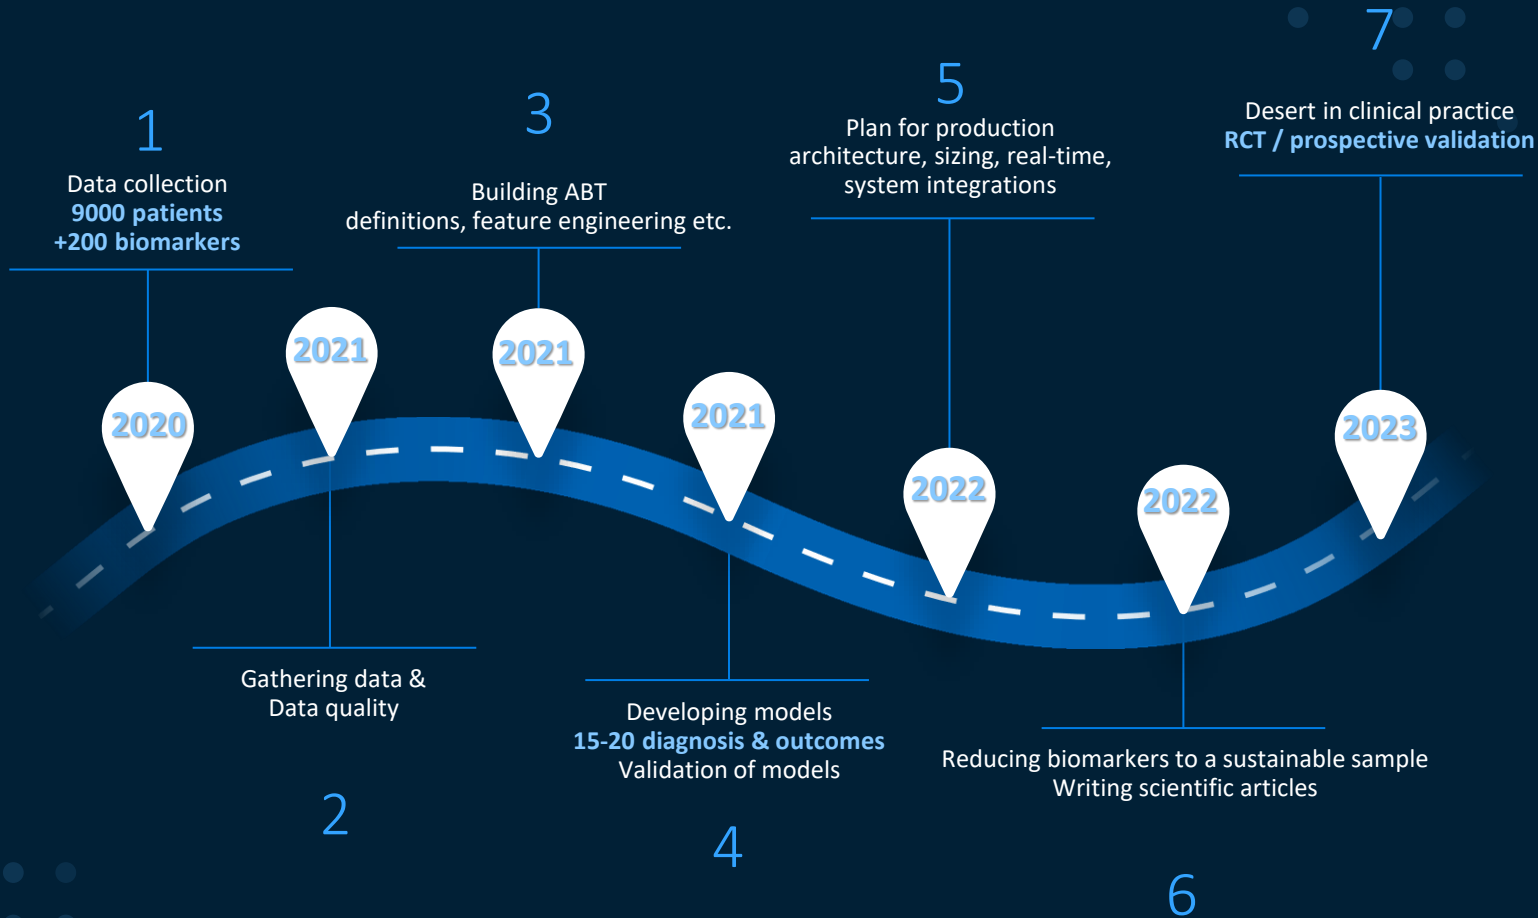 1
Data collection
9000 patients
+200 biomarkers
2020
2021
Gathering data &
Data quality
2
3
Building ABT
definitions, feature engineering etc.
2021
2021
Developing models
15-20 diagnosis & outcomes
Validation of models
4
5
Plan for production
architecture, sizing, real-time,
system integrations
2022
2022
Reducing biomarkers to a sustainable sample
Writing scientific articles
6
7
Desert in clinical practice
RCT / prospective validation
2023